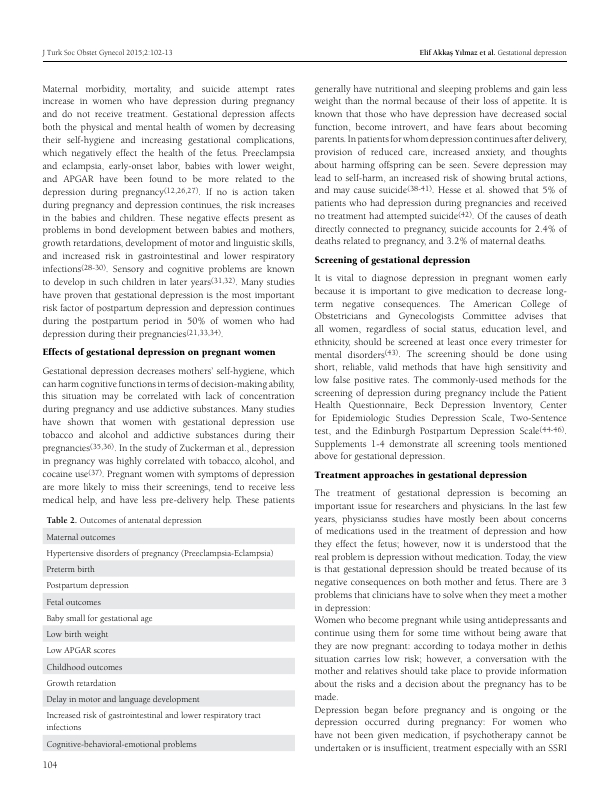 J Turk Soc Obstet Gynecol 2015;2:102-13
Elif Akkaş Yılmaz et al. Gestational depression
Maternal morbidity, mortality, and suicide attempt rates
increase in women who have depression during pregnancy
and do not receive treatment. Gestational depression affects
both the physical and mental health of women by decreasing
their self-hygiene and increasing gestational complications,
which negatively effect the health of the fetus. Preeclampsia
and eclampsia, early-onset labor, babies with lower weight,
and APGAR have been found to be more related to the
depression during pregnancy(12,26,27). If no is action taken
during pregnancy and depression continues, the risk increases
in the babies and children. These negative effects present as
problems in bond development between babies and mothers,
growth retardations, development of motor and linguistic skills,
and increased risk in gastrointestinal and lower respiratory
infections(28-30). Sensory and cognitive problems are known
to develop in such children in later years(31,32). Many studies
have proven that gestational depression is the most important
risk factor of postpartum depression and depression continues
during the postpartum period in 50% of women who had
depression during their pregnancies(21,33,34).
Effects of gestational depression on pregnant women
Gestational depression decreases mothers' self-hygiene, which
can harm cognitive functions in terms of decision-making ability,
this situation may be correlated with lack of concentration
during pregnancy and use addictive substances. Many studies
have shown that women with gestational depression use
tobacco and alcohol and addictive substances during their
pregnancies(35,36). In the study of Zuckerman et al., depression
in pregnancy was highly correlated with tobacco, alcohol, and
cocaine use(37). Pregnant women with symptoms of depression
are more likely to miss their screenings, tend to receive less
medical help, and have less pre-delivery help. These patients
Table 2. Outcomes of antenatal depression
Maternal outcomes
Hypertensive disorders of pregnancy (Preeclampsia-Eclampsia)
Preterm birth
Postpartum depression
Fetal outcomes
Baby small for gestational age
Low birth weight
Low APGAR scores
Childhood outcomes
Growth retardation
Delay in motor and language development
Increased risk of gastrointestinal and lower respiratory tract
infections
Cognitive-behavioral-emotional problems
104
generally have nutritional and sleeping problems and gain less
weight than the normal because of their loss of appetite. It is
known that those who have depression have decreased social
function, become introvert, and have fears about becoming
parents. In patients for whom depression continues after delivery,
provision of reduced care, increased anxiety, and thoughts
about harming offspring can be seen. Severe depression may
lead to self-harm, an increased risk of showing brutal actions,
and may cause suicide(38-41). Hesse et al. showed that 5% of
patients who had depression during pregnancies and received
no treatment had attempted suicide(42). Of the causes of death
directly connected to pregnancy, suicide accounts for 2.4% of
deaths related to pregnancy, and 3.2% of maternal deaths.
Screening of gestational depression
It is vital to diagnose depression in pregnant women early
because it is important to give medication to decrease long-
term negative consequences. The American College of
Obstetricians and Gynecologists Committee advises that
all women, regardless of social status, education level, and
ethnicity, should be screened at least once every trimester for
mental disorders(43). The screening should be done using
short, reliable, valid methods that have high sensitivity and
low false positive rates. The commonly-used methods for the
screening of depression during pregnancy include the Patient
Health Questionnaire, Beck Depression Inventory, Center
for Epidemiologic Studies Depression Scale, Two-Sentence
test, and the Edinburgh Postpartum Depression Scale(44-46).
Supplements 1-4 demonstrate all screening tools mentioned
above for gestational depression.
Treatment approaches in gestational depression
The treatment of gestational depression is becoming an
important issue for researchers and physicians. In the last few
years, physicianss studies have mostly been about concerns
of medications used in the treatment of depression and how
they effect the fetus; however, now it is understood that the
real problem is depression without medication. Today, the view
is that gestational depression should be treated because of its
negative consequences on both mother and fetus. There are 3
problems that clinicians have to solve when they meet a mother
in depression:
Women who become pregnant while using antidepressants and
continue using them for some time without being aware that
they are now pregnant: according to todaya mother in dethis
situation carries low risk; however, a conversation with the
mother and relatives should take place to provide information
about the risks and a decision about the pregnancy has to be
made.
Depression began before pregnancy and is ongoing or the
depression occurred during pregnancy: For women who
have not been given medication, if psychotherapy cannot be
undertaken or is insufficient, treatment especially with an SSRI